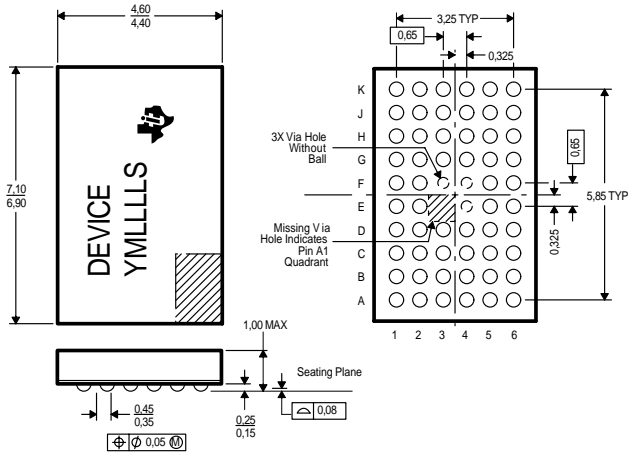 4,60
4,40
3,25 TYP
0,65
0,325
K
J
H
G
F
E
D
C
B
A
3X Via Hole
Without
Ball
Missing V ia
Hole Indicates
Pin A1
Quadrant
0,65
5,85 TYP
0,325
1 2 3 4 5 6
7,10
6,90
DEVICE
YMLLLLS
1,00 MAX
Seating Plane
0,45
0,35
0,25
0,15
0,08
⌀ 0,05 Ⓜ